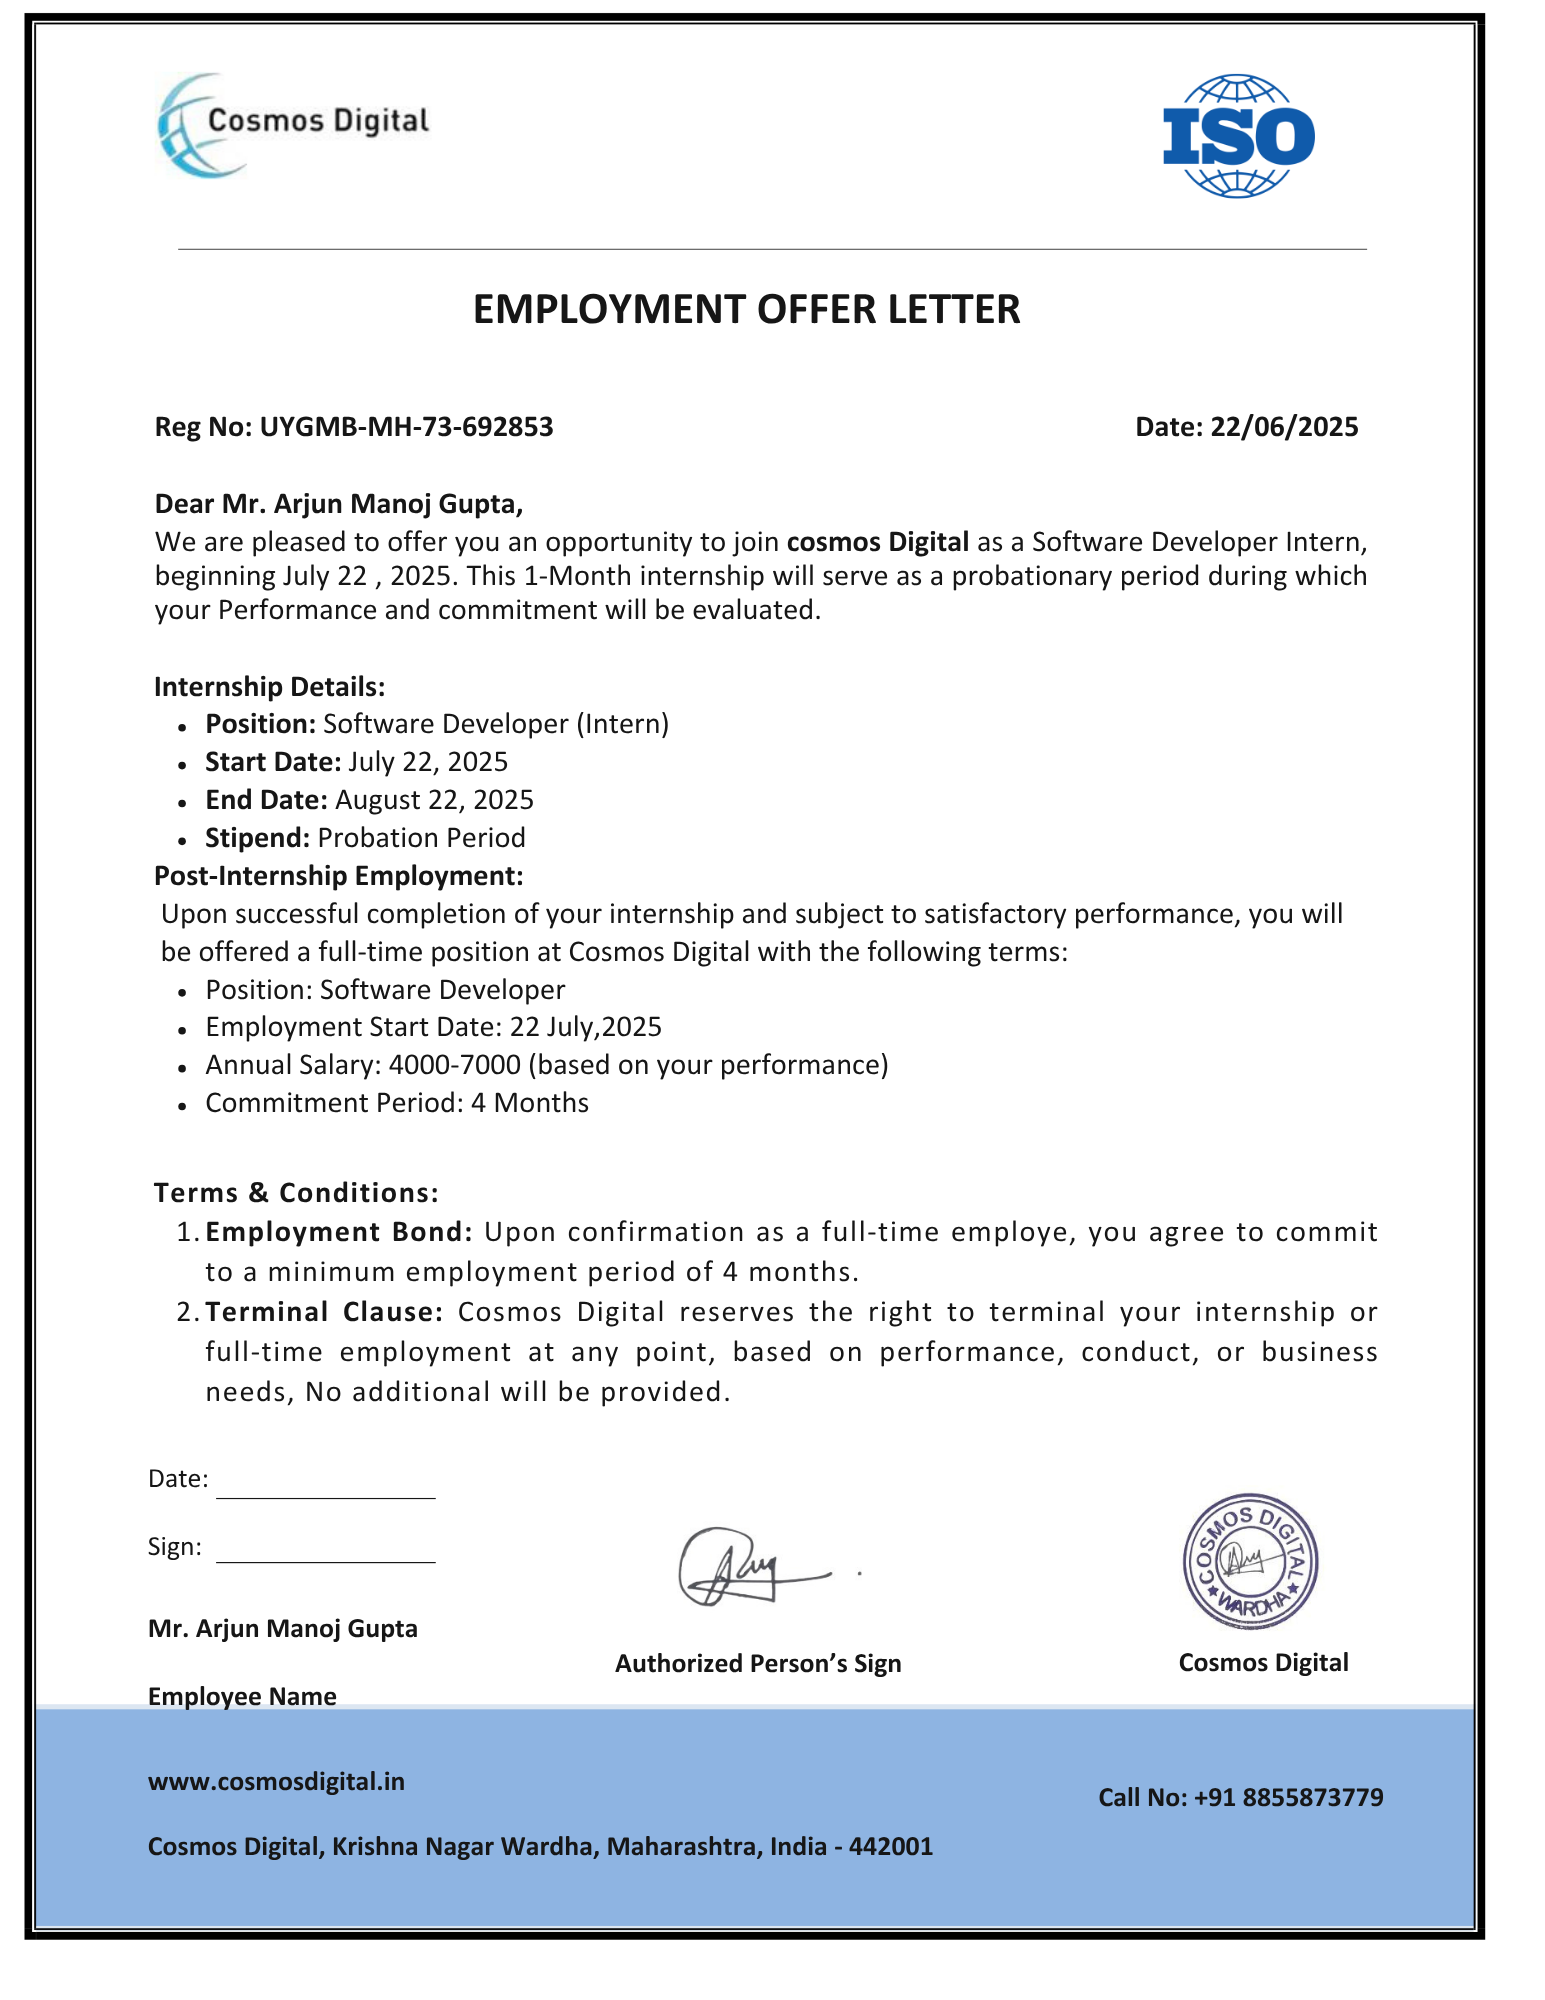 Cosmos Digital
ISO
EMPLOYMENT OFFER LETTER
Reg No: UYGMB-MH-73-692853
Date: 22/06/2025
Dear Mr. Arjun Manoj Gupta,
We are pleased to offer you an opportunity to join cosmos Digital as a Software Developer Intern,
beginning July 22 , 2025. This 1-Month internship will serve as a probationary period during which
your Performance and commitment will be evaluated.
Internship Details:
• Position: Software Developer (Intern)
• Start Date: July 22, 2025
• End Date: August 22, 2025
• Stipend: Probation Period
Post-Internship Employment:
Upon successful completion of your internship and subject to satisfactory performance, you will
be offered a full-time position at Cosmos Digital with the following terms:
• Position: Software Developer
• Employment Start Date: 22 July,2025
• Annual Salary: 4000-7000 (based on your performance)
• Commitment Period: 4 Months
Terms & Conditions:
1. Employment Bond: Upon confirmation as a full-time employe, you agree to commit
to a minimum employment period of 4 months.
2. Terminal Clause: Cosmos Digital reserves the right to terminal your internship or
full-time employment at any point, based on performance, conduct, or business
needs, No additional will be provided.
Date:
Sign:
COSMOS DIGITAL
WARDHA
Mr. Arjun Manoj Gupta
Authorized Person’s Sign
Cosmos Digital
Employee Name
www.cosmosdigital.in
Call No: +91 8855873779
Cosmos Digital, Krishna Nagar Wardha, Maharashtra, India - 442001